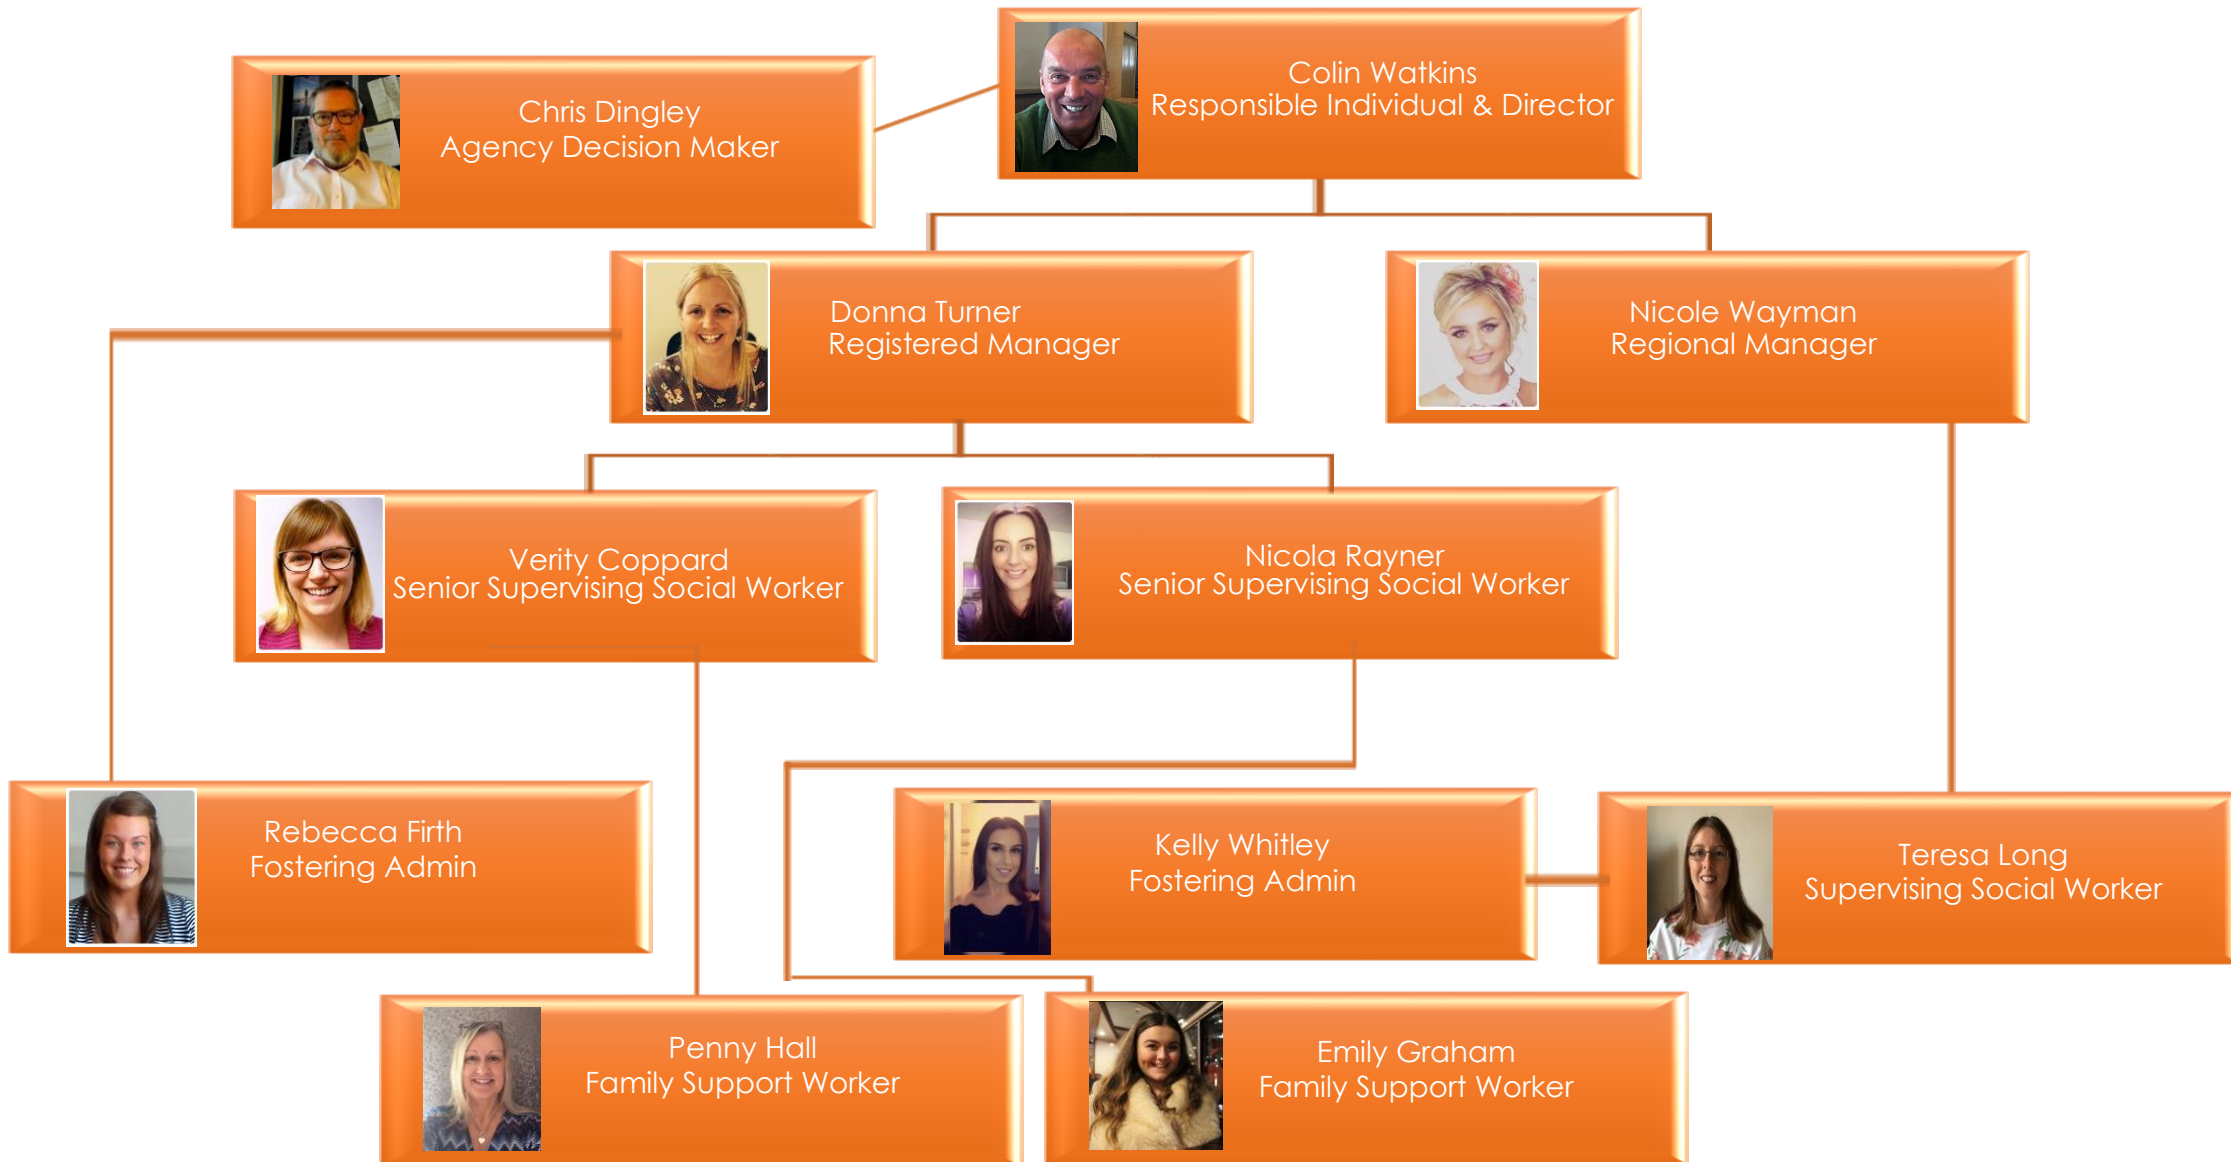 Colin Watkins
Responsible Individual & Director
Chris Dingley
Agency Decision Maker
Donna Turner
Registered Manager
Nicole Wayman
Regional Manager
Verity Coppard
Senior Supervising Social Worker
Nicola Rayner
Senior Supervising Social Worker
Rebecca Firth
Fostering Admin
Kelly Whitley
Fostering Admin
Teresa Long
Supervising Social Worker
Penny Hall
Family Support Worker
Emily Graham
Family Support Worker